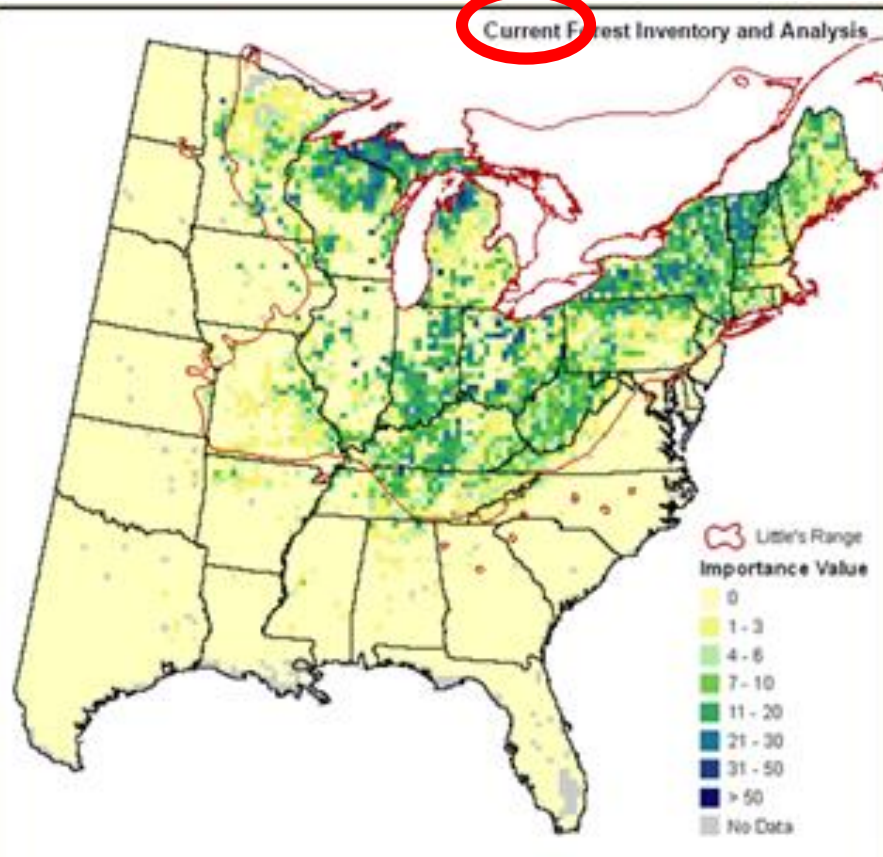 Current Forest Inventory and Analysis
Little's Range
Importance Value
0
1 - 3
4 - 6
7 - 10
11 - 20
21 - 30
31 - 50
> 50
No Data